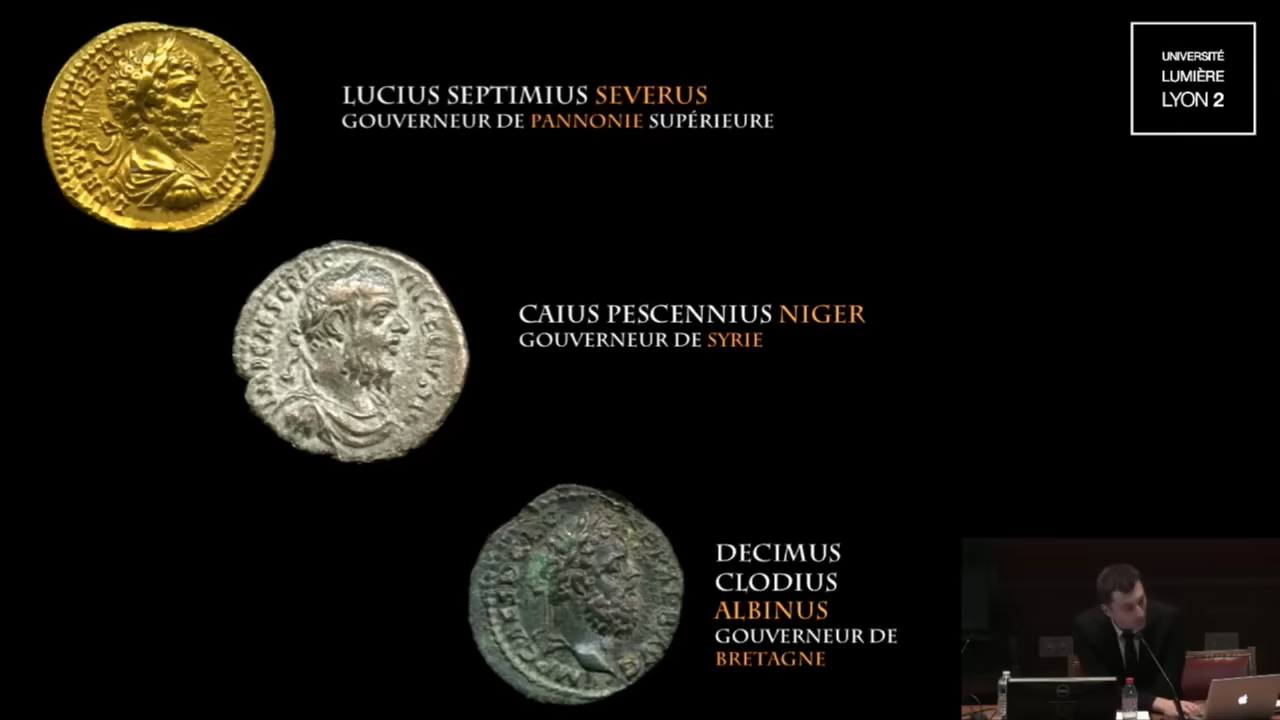 LUCIUS SEPTIMIUS SEVERUS
GOUVERNEUR DE PANNONIE SUPÉRIEURE
UNIVERSITÉ
LUMIÈRE
LYON 2
CAIUS PESCENNIUS NIGER
GOUVERNEUR DE SYRIE
DECIMUS
CLODIUS
ALBINUS
GOUVERNEUR DE
BRETAGNE